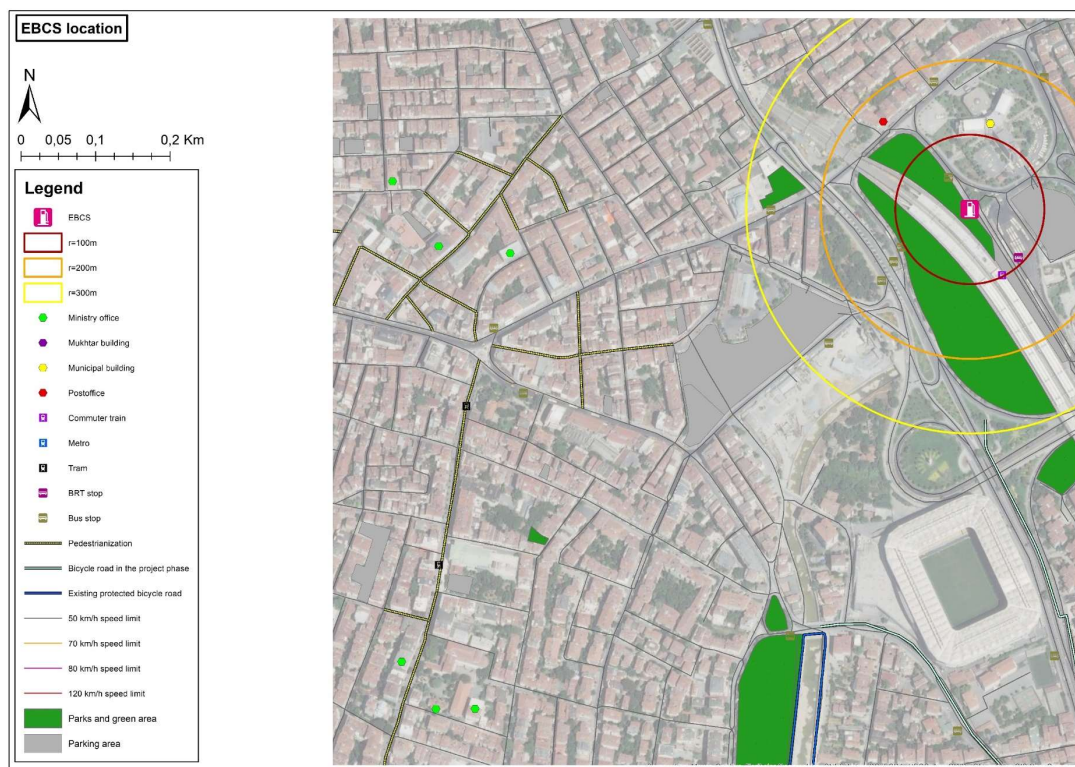 EBCS location
N
0 0,05 0,1 0,2 Km
Legend
EBCS
r=100m
r=200m
r=300m
Ministry office
Mukhtar building
Municipal building
Postoffice
Commuter train
Metro
Tram
BRT stop
Bus stop
Pedestrianization
Bicycle road in the project phase
Existing protected bicycle road
50 km/h speed limit
70 km/h speed limit
80 km/h speed limit
120 km/h speed limit
Parks and green area
Parking area